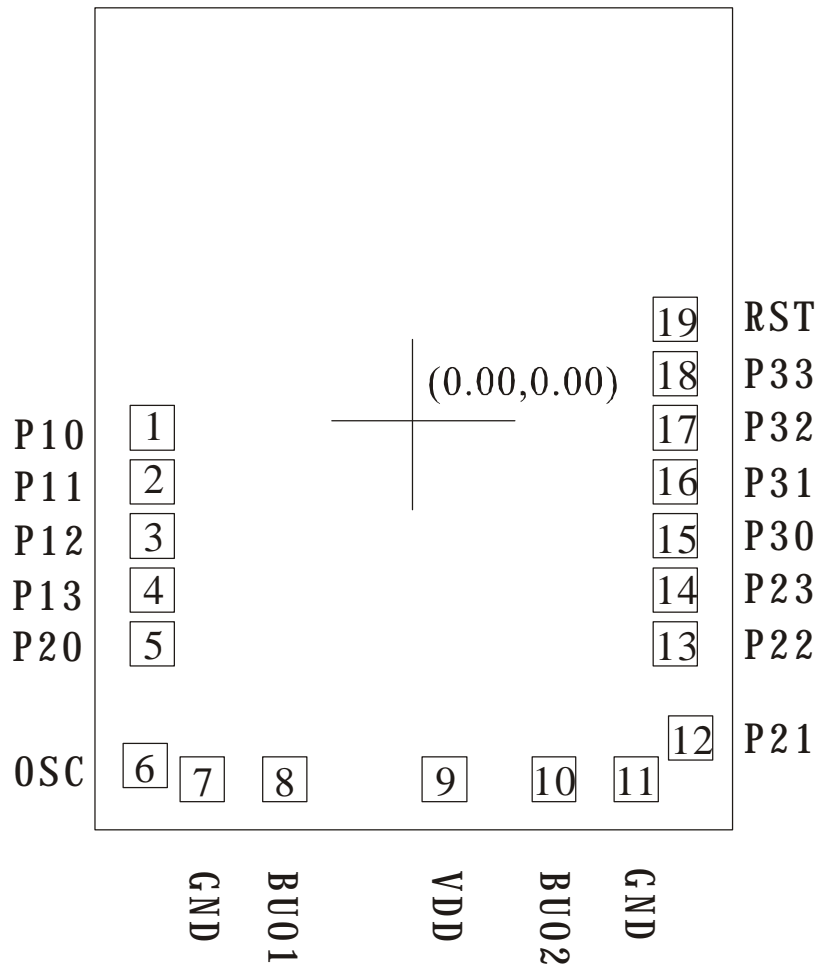 19 RST
(0.00,0.00) 18 P33
P10 1 17 P32
P11 2 16 P31
P12 3 15 P30
P13 4 14 P23
P20 5 13 P22
12 P21
OSC 6 7 8 9 10 11
GND BUO1 VDD BUO2 GND